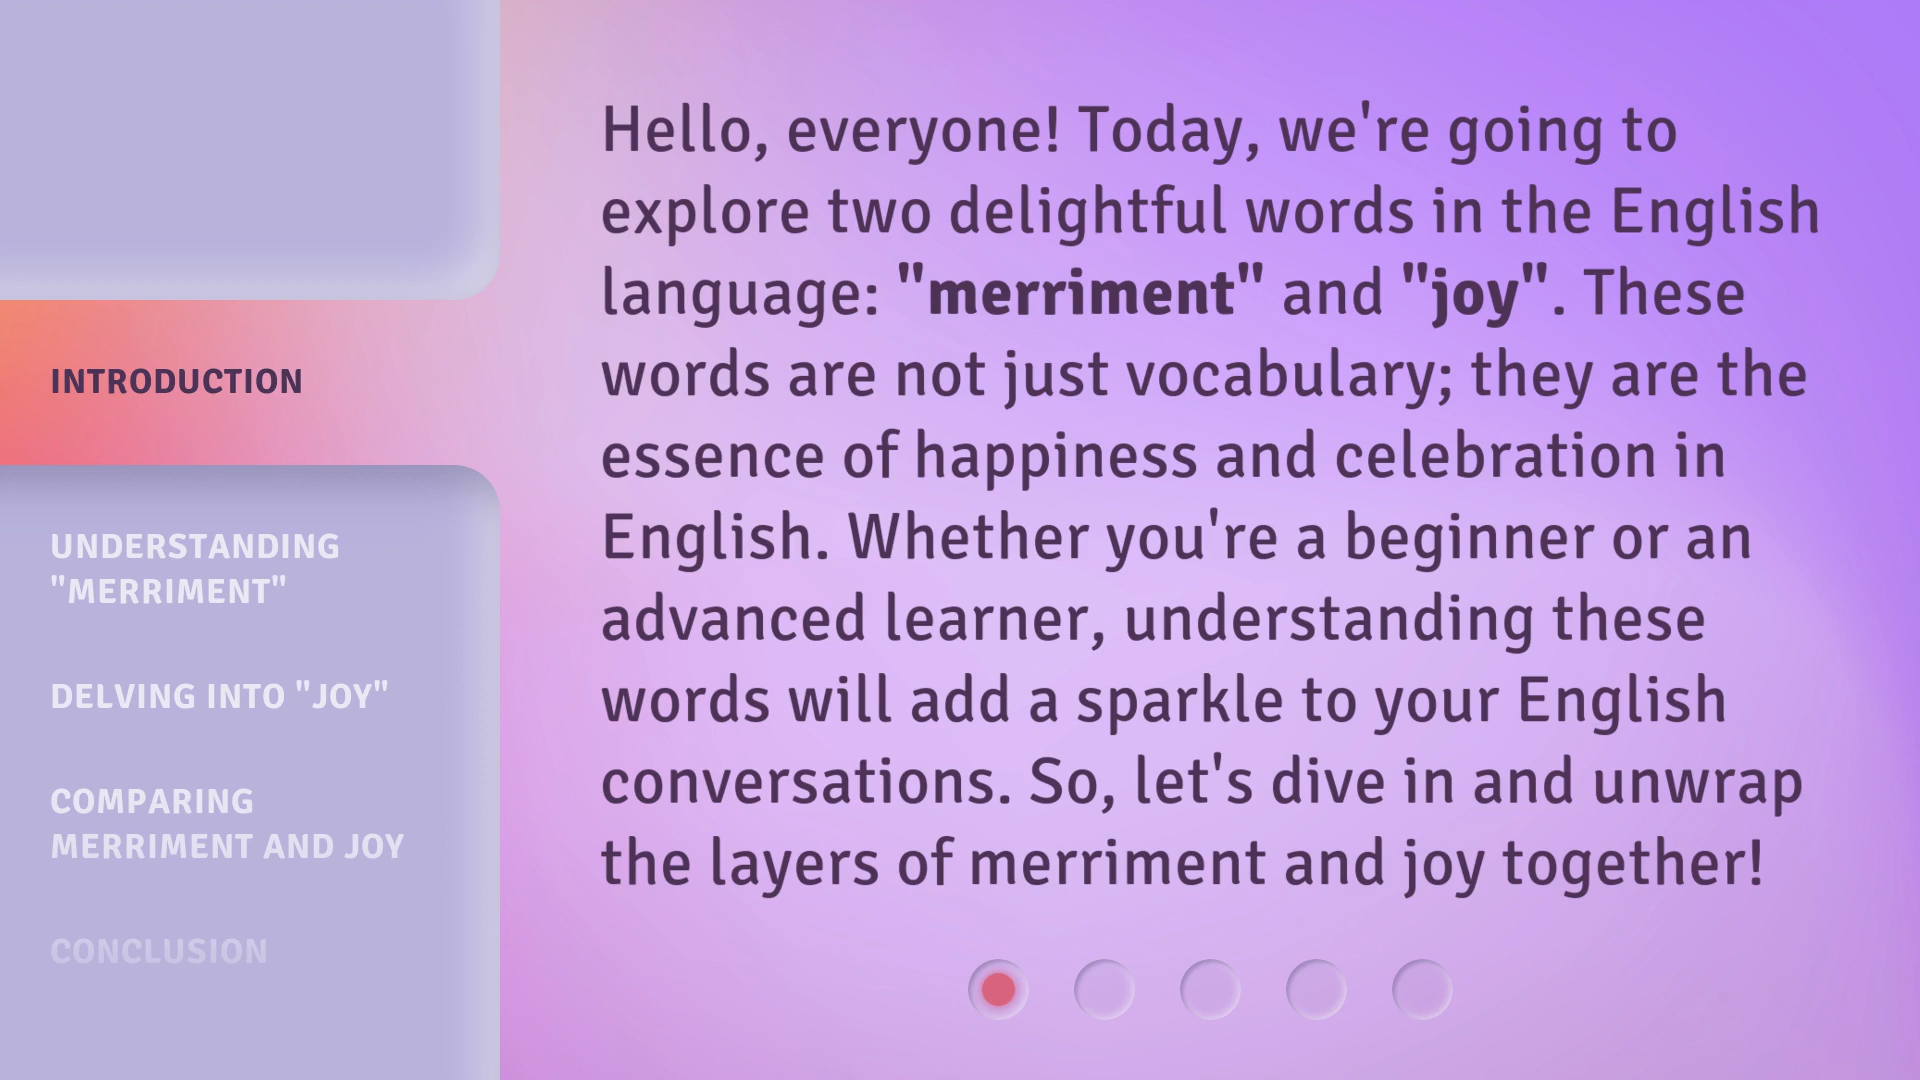 INTRODUCTION
UNDERSTANDING
"MERRIMENT"
DELVING INTO "JOY"
COMPARING
MERRIMENT AND JOY
CONCLUSION
Hello, everyone! Today, we're going to
explore two delightful words in the English
language: "merriment" and "joy". These
words are not just vocabulary; they are the
essence of happiness and celebration in
English. Whether you're a beginner or an
advanced learner, understanding these
words will add a sparkle to your English
conversations. So, let's dive in and unwrap
the layers of merriment and joy together!